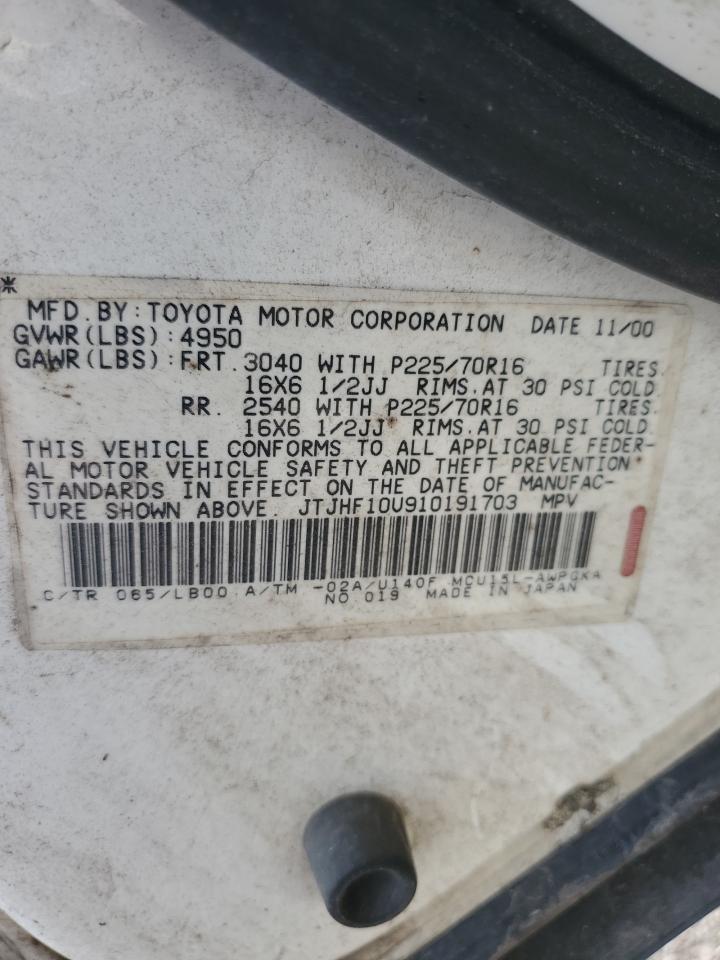 MFD. BY: TOYOTA MOTOR CORPORATION DATE 11/00
GVWR(LBS): 4950
GAWR(LBS): FRT. 3040 WITH P225/70R16 TIRES.
16X6 1/2JJ RIMS. AT 30 PSI COLD.
RR. 2540 WITH P225/70R16 TIRES.
16X6 1/2JJ RIMS. AT 30 PSI COLD.
THIS VEHICLE CONFORMS TO ALL APPLICABLE FEDER-
AL MOTOR VEHICLE SAFETY AND THEFT PREVENTION
STANDARDS IN EFFECT ON THE DATE OF MANUFAC-
TURE SHOWN ABOVE. JTJHF10U910191703 MPV
C/TR 065/LB00 A/TM -02A/U140F MCU15L-AWPGKA
NO.019 MADE IN JAPAN